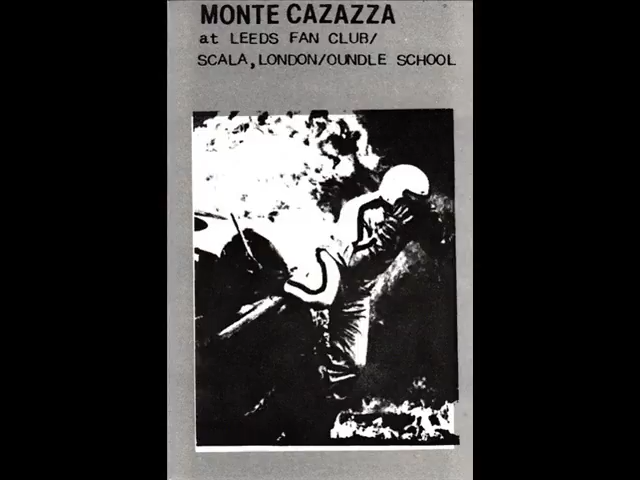 MONTE CAZAZZA
at LEEDS FAN CLUB/
SCALA,LONDON/OUNDLE SCHOOL